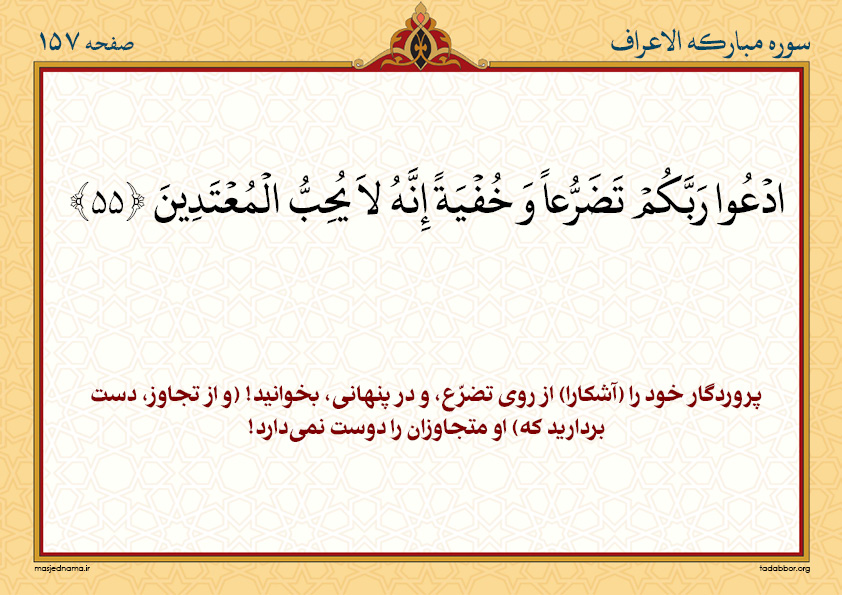 سوره مبارکه الاعراف
صفحه ۱۵۷
ادْعُوا رَبَّكُمْ تَضَرُّعاً وَ خُفْيَةً إِنَّهُ لاَ يُحِبُّ الْمُعْتَدِينَ ﴿۵۵﴾
پروردگار خود را (آشکارا) از روی تضرّع، و در پنهانی، بخوانید! (و از تجاوز، دست
بردارید که) او متجاوزان را دوست نمی‌دارد!
masjednama.ir
tadabbor.org